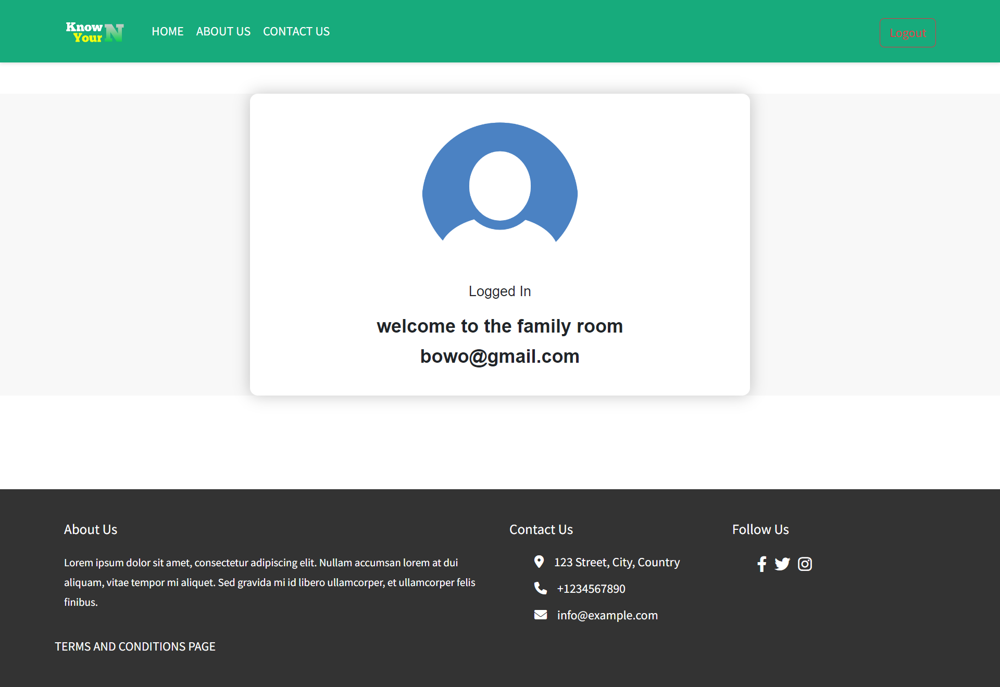 Know
Your N
HOME ABOUT US CONTACT US
Logout
Logged In
welcome to the family room
bowo@gmail.com
About Us
Lorem ipsum dolor sit amet, consectetur adipiscing elit. Nullam accumsan lorem at dui
aliquam, vitae tempor mi aliquet. Sed gravida mi id libero ullamcorper, et ullamcorper felis
finibus.
Contact Us
123 Street, City, Country
+1234567890
info@example.com
Follow Us
TERMS AND CONDITIONS PAGE